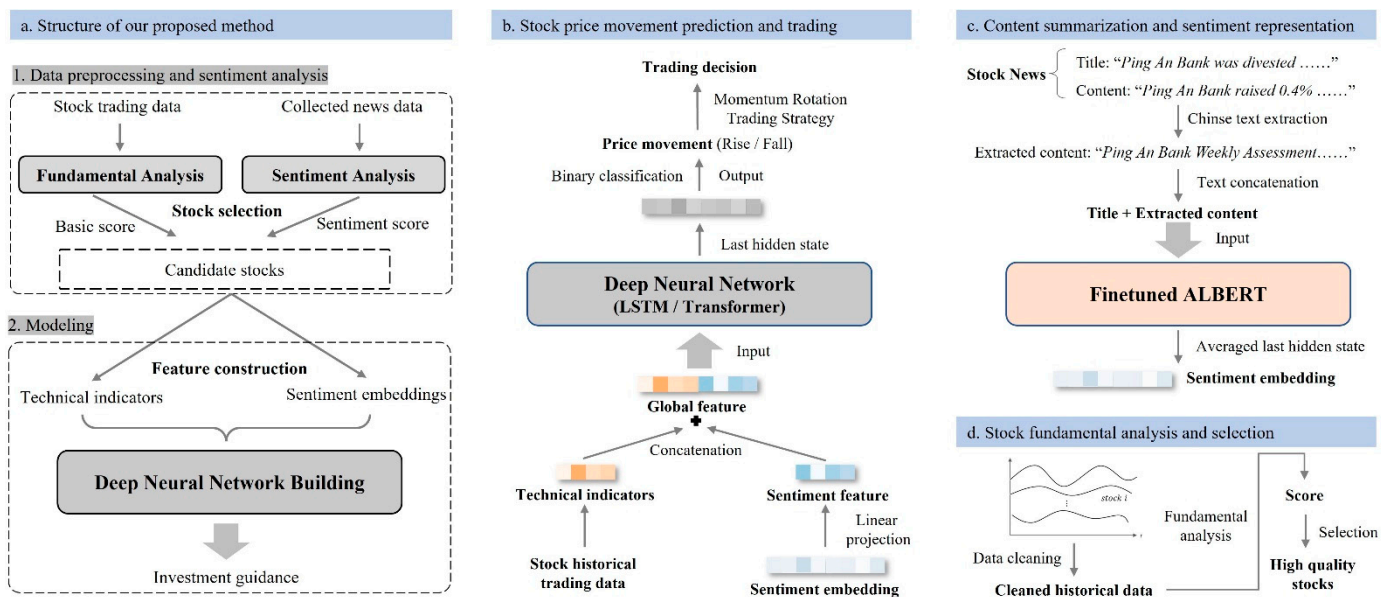 a. Structure of our proposed method
1. Data preprocessing and sentiment analysis
Stock trading data
Collected news data
Fundamental Analysis
Sentiment Analysis
Stock selection
Basic score
Sentiment score
Candidate stocks
2. Modeling
Feature construction
Technical indicators
Sentiment embeddings
Deep Neural Network Building
Investment guidance
b. Stock price movement prediction and trading
Trading decision
Momentum Rotation
Trading Strategy
Price movement (Rise / Fall)
Binary classification
Output
Last hidden state
Deep Neural Network
(LSTM / Transformer)
Input
Global feature
Concatenation
Technical indicators
Sentiment feature
Linear
projection
Stock historical
trading data
Sentiment embedding
c. Content summarization and sentiment representation
Stock News
Title: “Ping An Bank was divested ……”
Content: “Ping An Bank raised 0.4% ……”
Chinse text extraction
Extracted content: “Ping An Bank Weekly Assessment……”
Text concatenation
Title + Extracted content
Input
Finetuned ALBERT
Averaged last hidden state
Sentiment embedding
d. Stock fundamental analysis and selection
stock i
⋮
t
Data cleaning
Cleaned historical data
Fundamental
analysis
Score
Selection
High quality
stocks